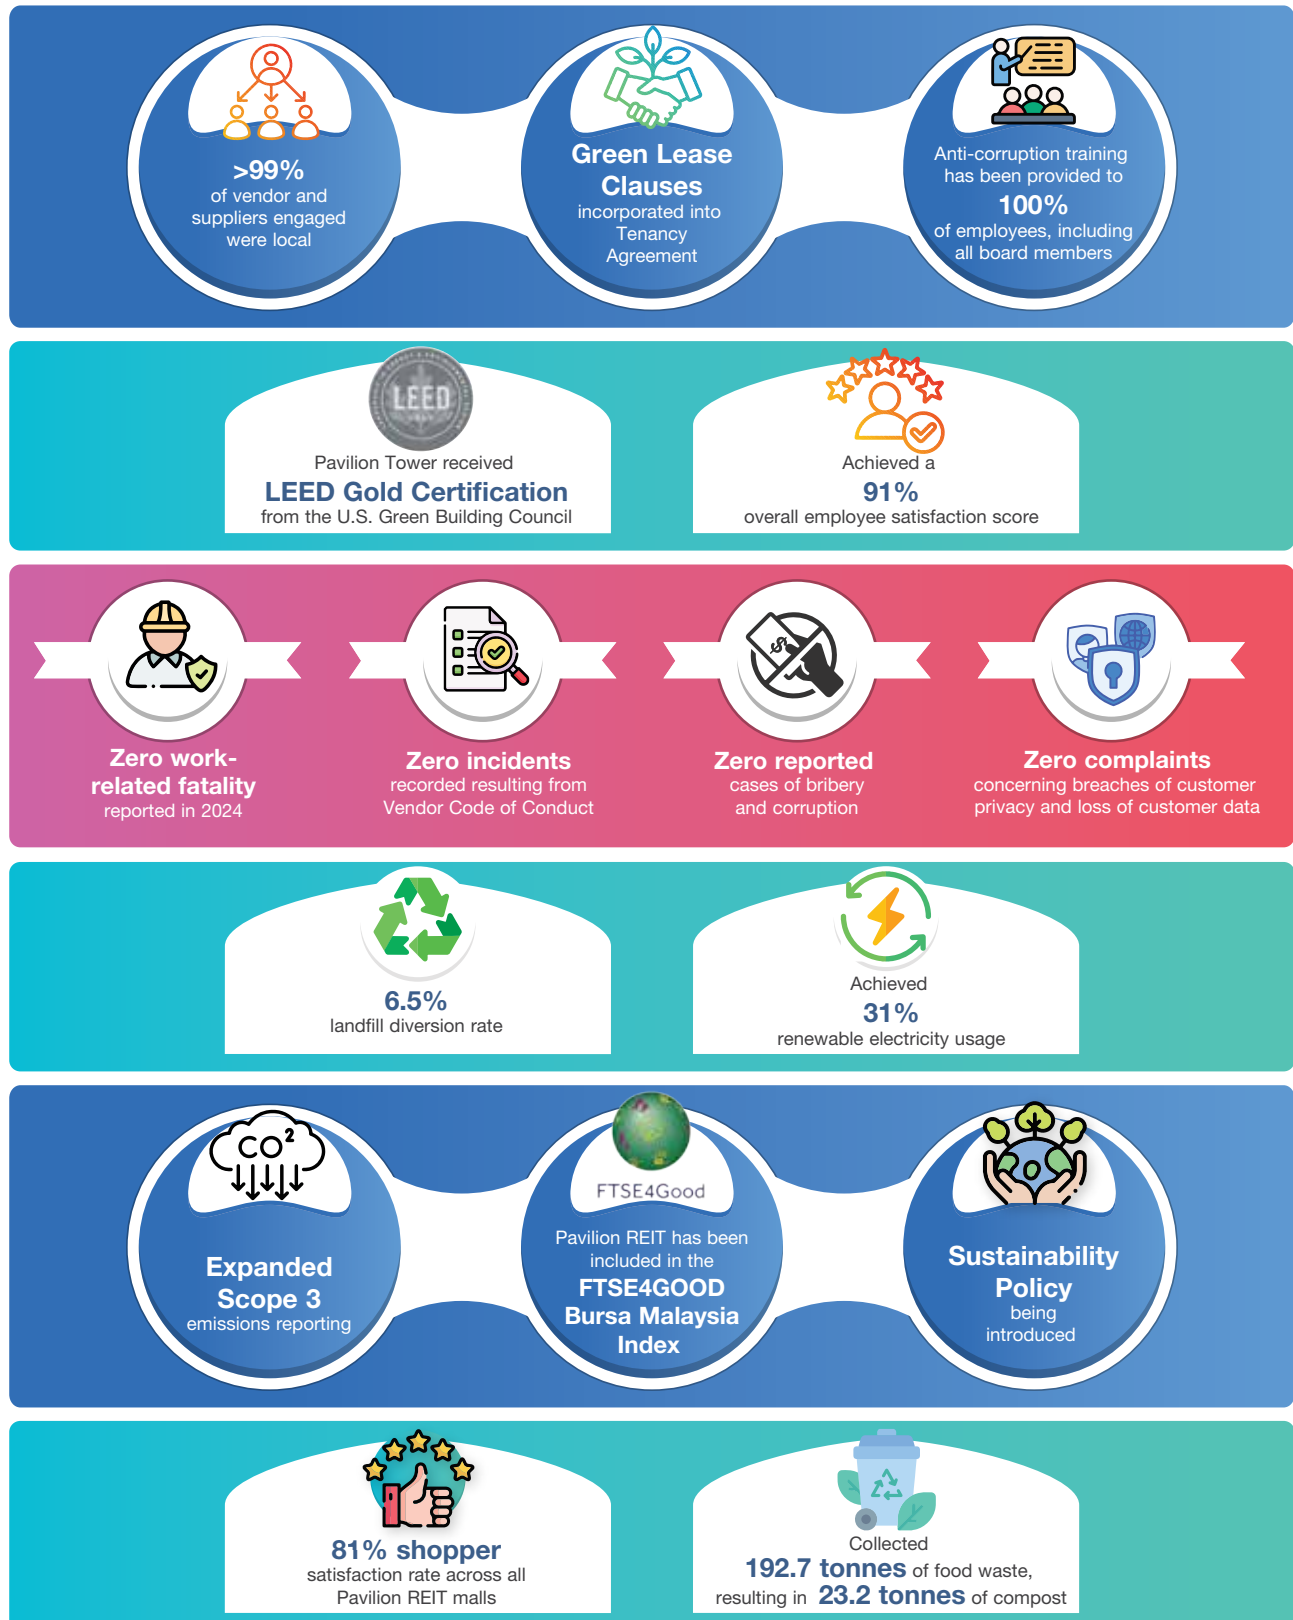 >99%
of vendor and
suppliers engaged
were local
Green Lease
Clauses
incorporated into
Tenancy
Agreement
Anti-corruption training
has been provided to
100%
of employees, including
all board members
LEED
Pavilion Tower received
LEED Gold Certification
from the U.S. Green Building Council
Achieved a
91%
overall employee satisfaction score
$
Zero work-
related fatality
reported in 2024
Zero incidents
recorded resulting from
Vendor Code of Conduct
Zero reported
cases of bribery
and corruption
Zero complaints
concerning breaches of customer
privacy and loss of customer data
6.5%
landfill diversion rate
Achieved
31%
renewable electricity usage
CO²
Expanded
Scope 3
emissions reporting
FTSE4Good
Pavilion REIT has been
included in the
FTSE4GOOD
Bursa Malaysia
Index
Sustainability
Policy
being
introduced
81% shopper
satisfaction rate across all
Pavilion REIT malls
Collected
192.7 tonnes of food waste,
resulting in 23.2 tonnes of compost